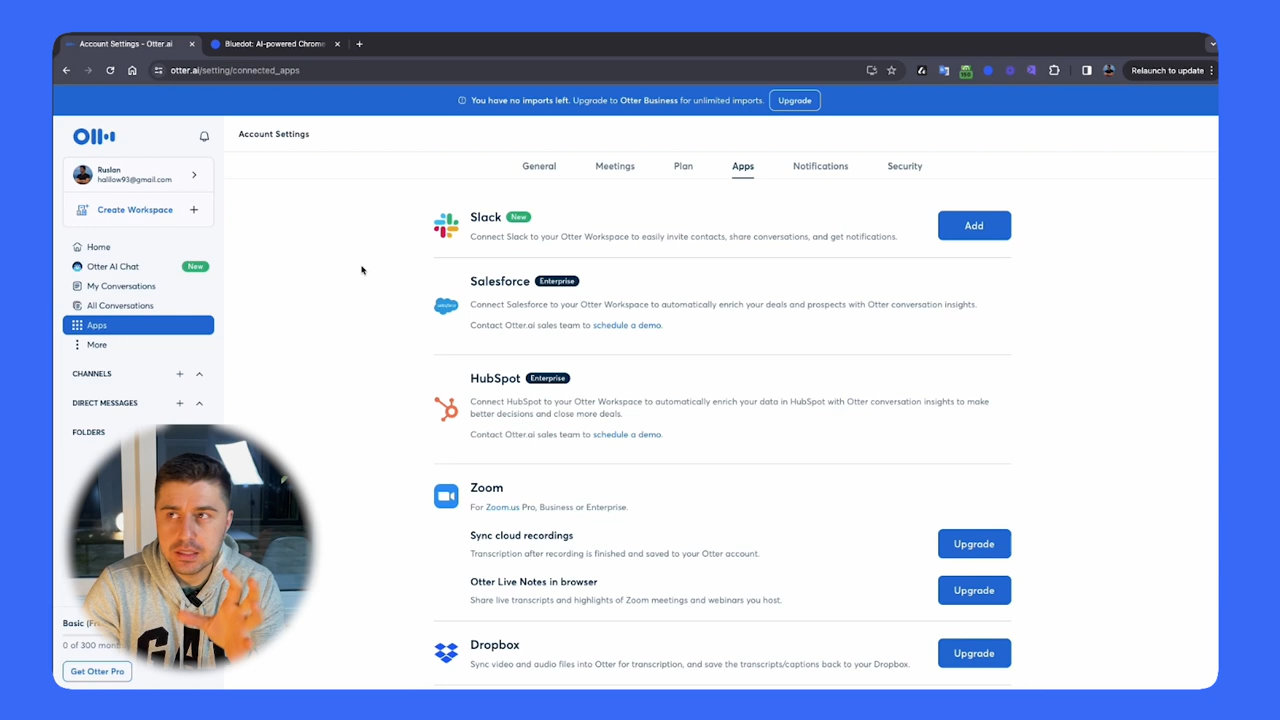 Account Settings - Otter.ai
Bluedot: AI-powered Chrome
otter.ai/setting/connected_apps
Relaunch to update
You have no imports left. Upgrade to Otter Business for unlimited imports.
Upgrade
Account Settings
Ruslan
halilow93@gmail.com
Create Workspace
Home
Otter AI Chat
New
My Conversations
All Conversations
Apps
More
CHANNELS
DIRECT MESSAGES
FOLDERS
Basic
0 of 300
Get Otter Pro
General
Meetings
Plan
Apps
Notifications
Security
Slack New
Connect Slack to your Otter Workspace to easily invite contacts, share conversations, and get notifications.
Add
Salesforce Enterprise
Connect Salesforce to your Otter Workspace to automatically enrich your deals and prospects with Otter conversation insights.
Contact Otter.ai sales team to schedule a demo.
HubSpot Enterprise
Connect HubSpot to your Otter Workspace to automatically enrich your data in HubSpot with Otter conversation insights to make
better decisions and close more deals.
Contact Otter.ai sales team to schedule a demo.
Zoom
For Zoom.us Pro, Business or Enterprise.
Sync cloud recordings
Transcription after recording is finished and saved to your Otter account.
Upgrade
Otter Live Notes in browser
Share live transcripts and highlights of Zoom meetings and webinars you host.
Upgrade
Dropbox
Sync video and audio files into Otter for transcription, and save the transcripts/captions back to your Dropbox.
Upgrade